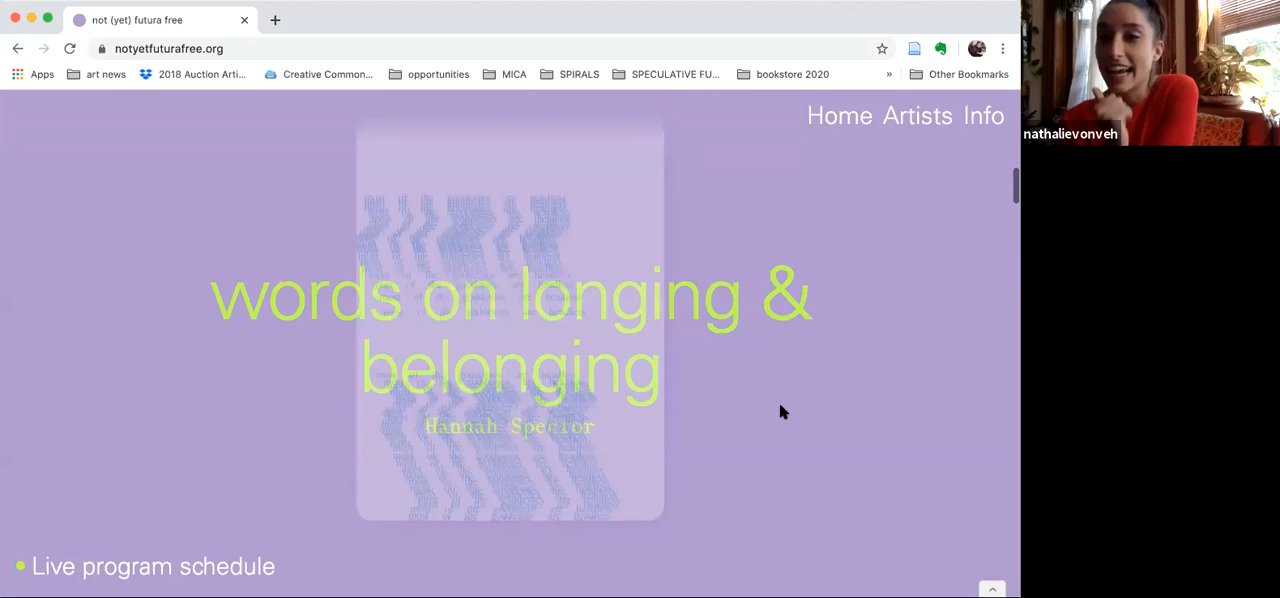 not (yet) futura free
notyetfuturafree.org
Apps art news 2018 Auction Arti... Creative Common... opportunities MICA SPIRALS SPECULATIVE FU... bookstore 2020 » Other Bookmarks
Home Artists Info
nathalievonveh
words on longing &
belonging
Hannah Spector
• Live program schedule